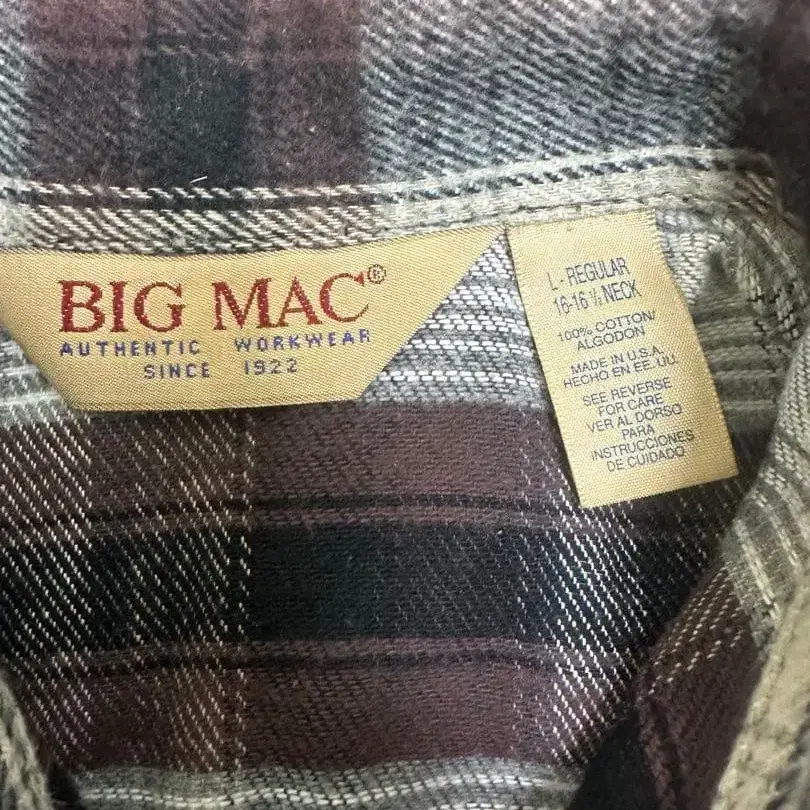 BIG MAC®
AUTHENTIC WORKWEAR
SINCE 1922
L - REGULAR
16-16 ½ NECK
100% COTTON/
ALGODON
MADE IN U.S.A.
HECHO EN EE.UU.
SEE REVERSE
FOR CARE
VER AL DORSO
PARA
INSTRUCCIONES
DE CUIDADO